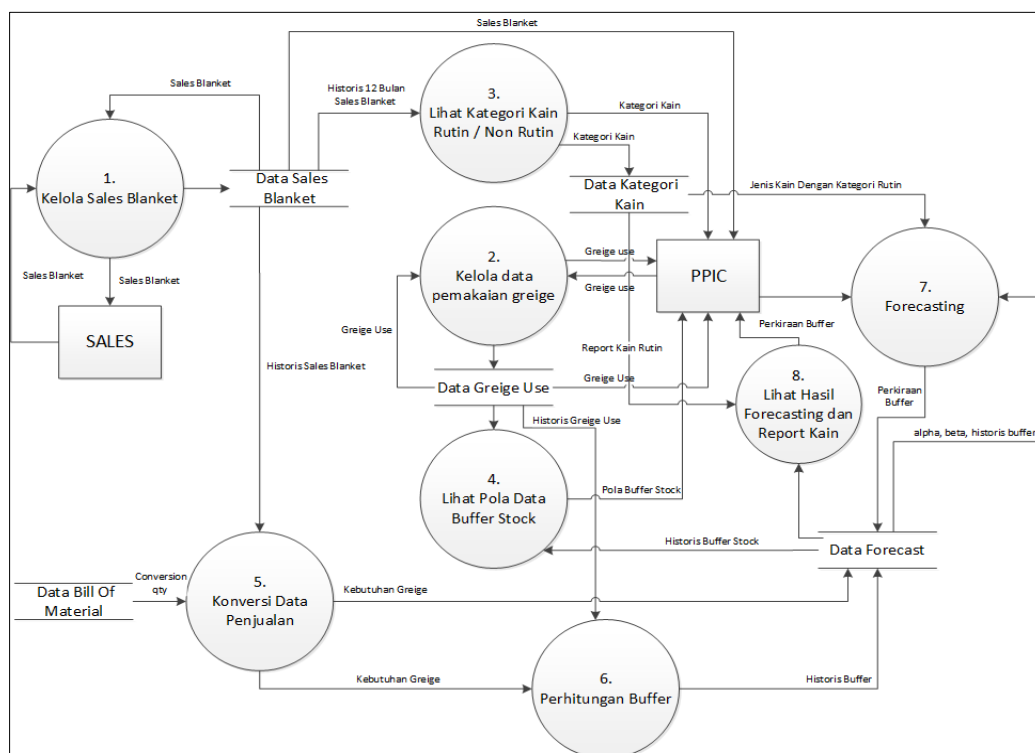 Sales Blanket
Sales Blanket
Historis 12 Bulan
Sales Blanket
3.
Lihat Kategori Kain
Rutin / Non Rutin
Kategori Kain
Kategori Kain
1.
Kelola Sales Blanket
Data Sales
Blanket
Data Kategori
Kain
Jenis Kain Dengan Kategori Rutin
2.
Kelola data
pemakaian greige
Greige use
Greige use
PPIC
7.
Forecasting
Sales Blanket
Sales Blanket
SALES
Greige Use
Historis Sales Blanket
Report Kain Rutin
Perkiraan Buffer
8.
Lihat Hasil
Forecasting dan
Report Kain
Perkiraan
Buffer
Data Greige Use
Greige Use
Historis Greige Use
alpha, beta, historis buffer
4.
Lihat Pola Data
Buffer Stock
Pola Buffer Stock
Historis Buffer Stock
Data Forecast
Data Bill Of
Material
Conversion
qty
5.
Konversi Data
Penjualan
Kebutuhan Greige
Kebutuhan Greige
6.
Perhitungan Buffer
Historis Buffer